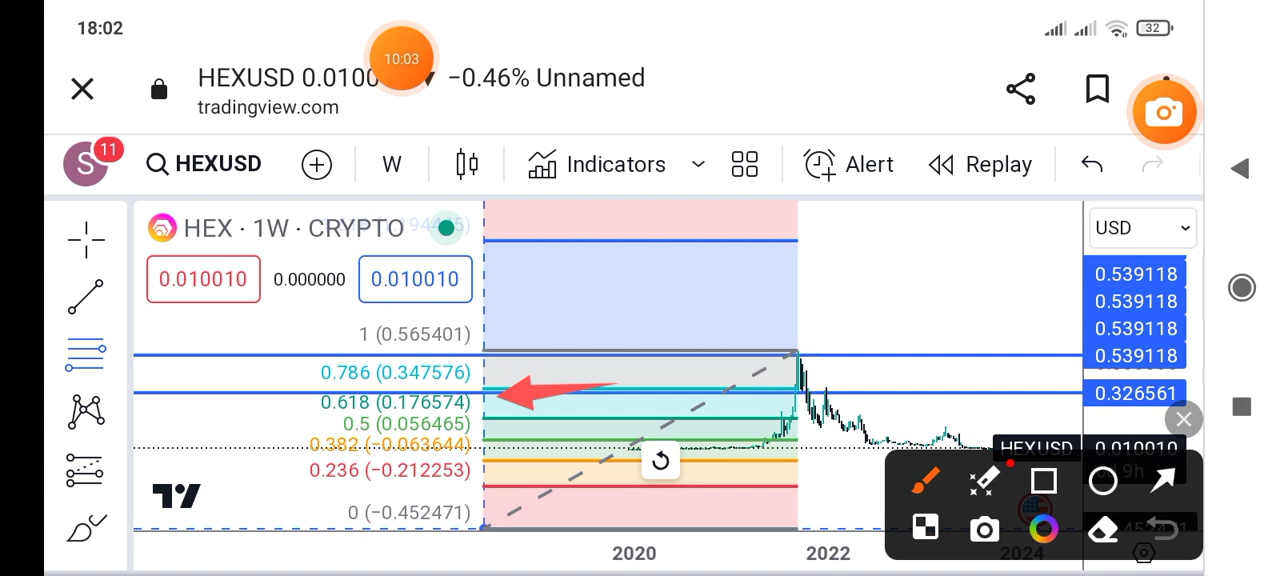 18:02
32
10:03
HEXUSD 0.0100 ▼ −0.46% Unnamed
tradingview.com
S 11 HEXUSD W Indicators Alert Replay
HEX · 1W · CRYPTO
USD
0.010010 0.000000 0.010010
0.539118
0.539118
0.539118
0.539118
0.326561
1 (0.565401)
0.786 (0.347576)
0.618 (0.176574)
0.5 (0.056465)
0.382 (−0.063644)
0.236 (−0.212253)
0 (−0.452471)
HEXUSD 0.010010
9h
2020 2022 2024